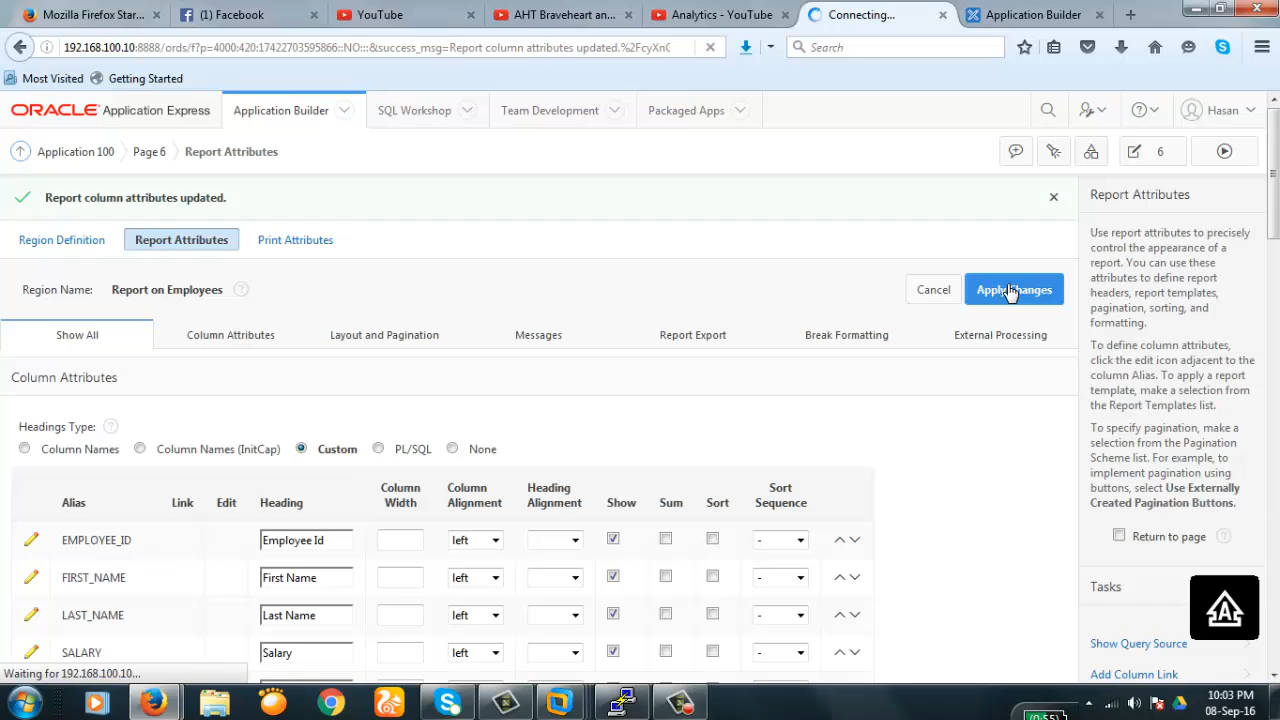 Mozilla Firefox Star...
(1) Facebook
YouTube
AHT Braveheart an...
Analytics - YouTube
Connecting...
Application Builder
192.168.100.10:8888/ords/f?p=4000:420:17422703595866::NO:::&success_msg=Report column attributes updated.%2FcyXn
Search
Most Visited
Getting Started
ORACLE Application Express
Application Builder
SQL Workshop
Team Development
Packaged Apps
Hasan
Application 100
Page 6
Report Attributes
6
Report column attributes updated.
Region Definition
Report Attributes
Print Attributes
Region Name: Report on Employees
Cancel
Apply Changes
Show All
Column Attributes
Layout and Pagination
Messages
Report Export
Break Formatting
External Processing
Column Attributes
Headings Type:
Column Names
Column Names (InitCap)
Custom
PL/SQL
None
Alias
Link
Edit
Heading
Column Width
Column Alignment
Heading Alignment
Show
Sum
Sort
Sort Sequence
EMPLOYEE_ID
Employee Id
left
-
FIRST_NAME
First Name
left
-
LAST_NAME
Last Name
left
-
SALARY
Salary
left
-
Report Attributes
Use report attributes to precisely
control the appearance of a
report. You can use these
attributes to define report
headers, report templates,
pagination, sorting, and
formatting.
To define column attributes,
click the edit icon adjacent to the
column Alias. To apply a report
template, make a selection from
the Report Templates list.
To specify pagination, make a
selection from the Pagination
Scheme list. For example, to
implement pagination using
buttons, select Use Externally
Created Pagination Buttons.
Return to page
Tasks
Show Query Source
Add Column Link
Waiting for 192.168.100.10...
(0:55)
10:03 PM
08-Sep-16